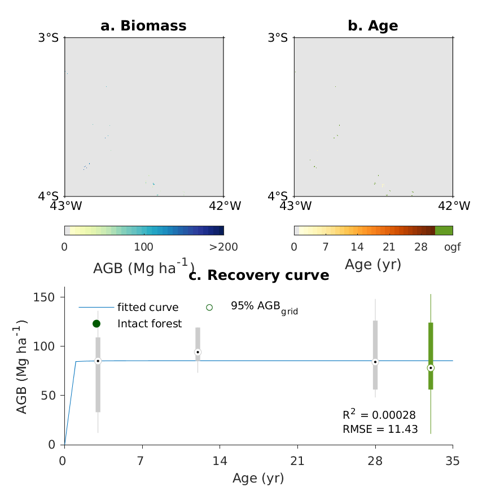 a. Biomass
b. Age
3°S
3°S
4°S
4°S
43°W
42°W
43°W
42°W
0
100
>200
0
7
14
21
28
ogf
AGB (Mg ha⁻¹)
Age (yr)
c. Recovery curve
150
100
50
0
AGB (Mg ha⁻¹)
fitted curve
95% AGB_grid
Intact forest
R² = 0.00028
RMSE = 11.43
0
7
14
21
28
35
Age (yr)